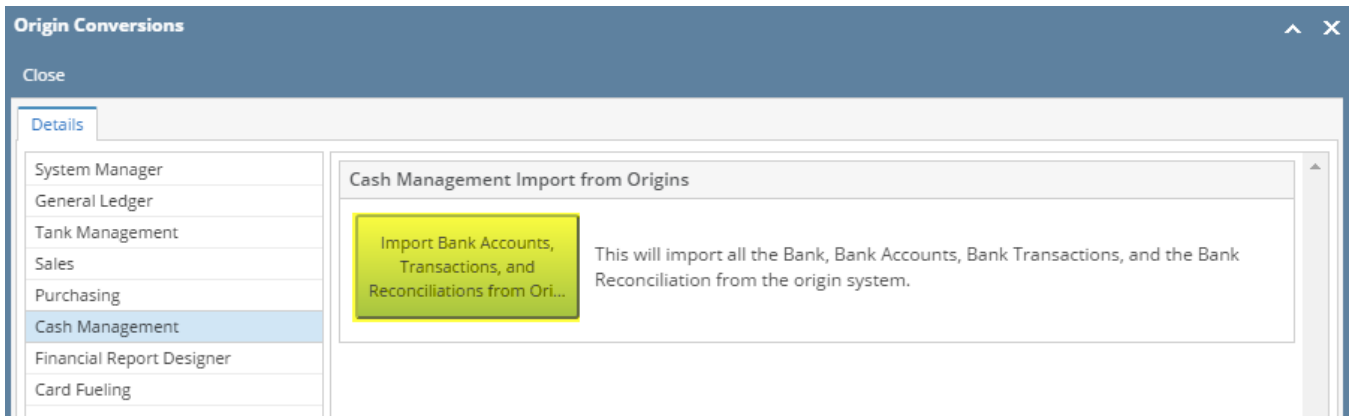 Origin Conversions
Close
Details
System Manager
General Ledger
Tank Management
Sales
Purchasing
Cash Management
Financial Report Designer
Card Fueling
Cash Management Import from Origins
Import Bank Accounts,
Transactions, and
Reconciliations from Ori...
This will import all the Bank, Bank Accounts, Bank Transactions, and the Bank
Reconciliation from the origin system.